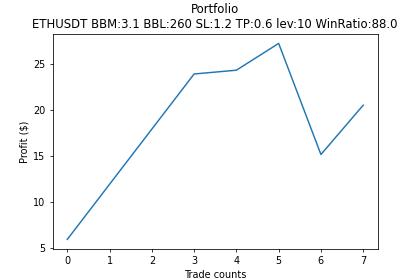 Portfolio
ETHUSDT BBM:3.1 BBL:260 SL:1.2 TP:0.6 lev:10 WinRatio:88.0
25
20
15
10
5
Profit ($)
0 1 2 3 4 5 6 7
Trade counts